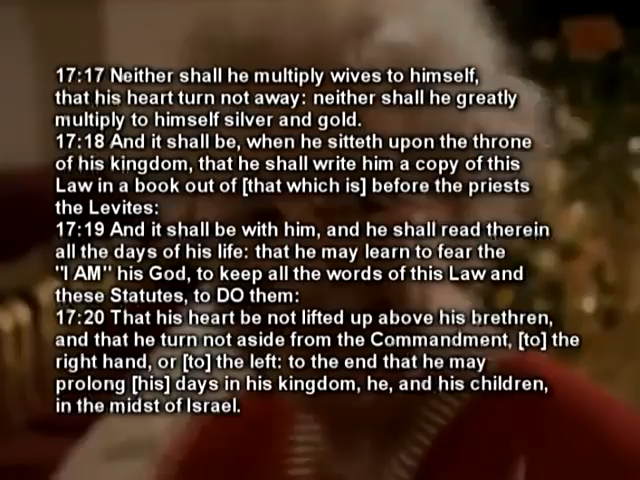 17:17 Neither shall he multiply wives to himself,
that his heart turn not away: neither shall he greatly
multiply to himself silver and gold.
17:18 And it shall be, when he sitteth upon the throne
of his kingdom, that he shall write him a copy of this
Law in a book out of [that which is] before the priests
the Levites:
17:19 And it shall be with him, and he shall read therein
all the days of his life: that he may learn to fear the
"I AM" his God, to keep all the words of this Law and
these Statutes, to DO them:
17:20 That his heart be not lifted up above his brethren,
and that he turn not aside from the Commandment, [to] the
right hand, or [to] the left: to the end that he may
prolong [his] days in his kingdom, he, and his children,
in the midst of Israel.